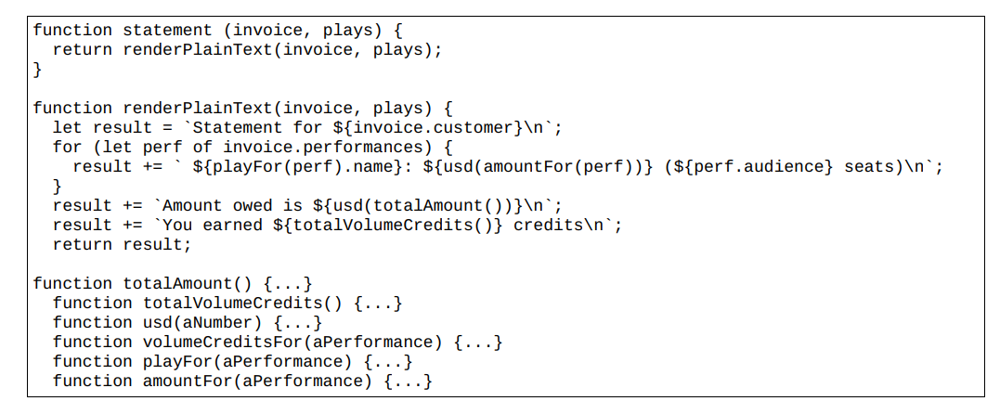 function statement (invoice, plays) {
  return renderPlainText(invoice, plays);
}

function renderPlainText(invoice, plays) {
  let result = `Statement for ${invoice.customer}\n`;
  for (let perf of invoice.performances) {
    result += ` ${playFor(perf).name}: ${usd(amountFor(perf))} (${perf.audience} seats)\n`;
  }
  result += `Amount owed is ${usd(totalAmount())}\n`;
  result += `You earned ${totalVolumeCredits()} credits\n`;
  return result;

function totalAmount() {...}
  function totalVolumeCredits() {...}
  function usd(aNumber) {...}
  function volumeCreditsFor(aPerformance) {...}
  function playFor(aPerformance) {...}
  function amountFor(aPerformance) {...}